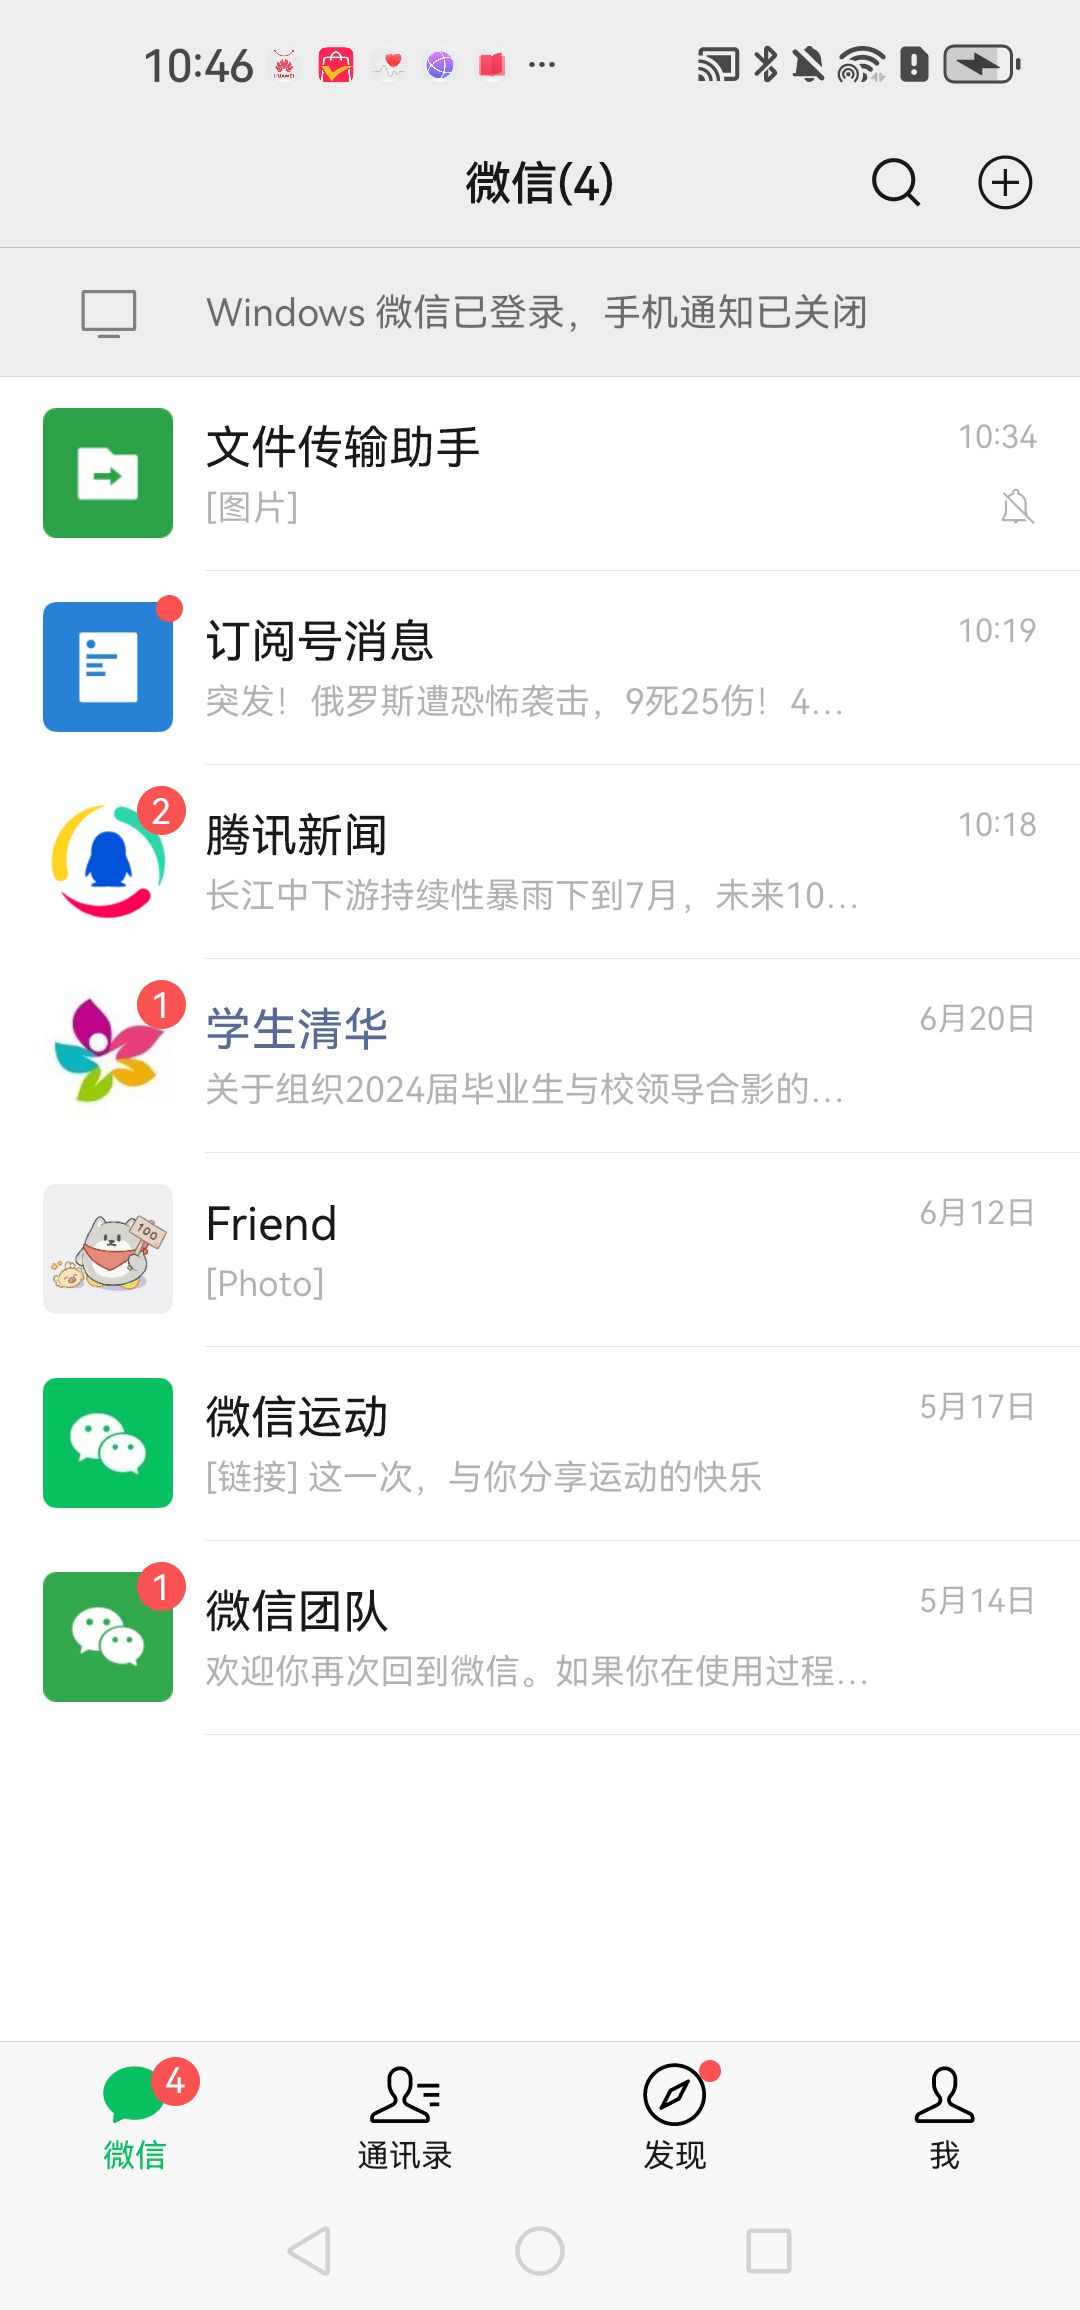 10:46
微信(4)
Windows 微信已登录，手机通知已关闭
文件传输助手
10:34
[图片]
订阅号消息
10:19
突发！俄罗斯遭恐怖袭击，9死25伤！4...
2
腾讯新闻
10:18
长江中下游持续性暴雨下到7月，未来10...
1
学生清华
6月20日
关于组织2024届毕业生与校领导合影的...
100
Friend
6月12日
[Photo]
微信运动
5月17日
[链接] 这一次，与你分享运动的快乐
1
微信团队
5月14日
欢迎你再次回到微信。如果你在使用过程...
4
微信
通讯录
发现
我